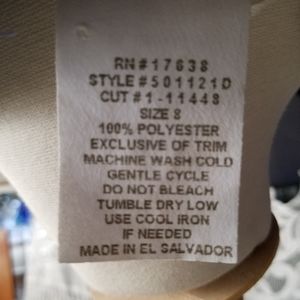 RN#17638
STYLE#501121D
CUT#1-11448
SIZE 8
100% POLYESTER
EXCLUSIVE OF TRIM
MACHINE WASH COLD
GENTLE CYCLE
DO NOT BLEACH
TUMBLE DRY LOW
USE COOL IRON
IF NEEDED
MADE IN EL SALVADOR